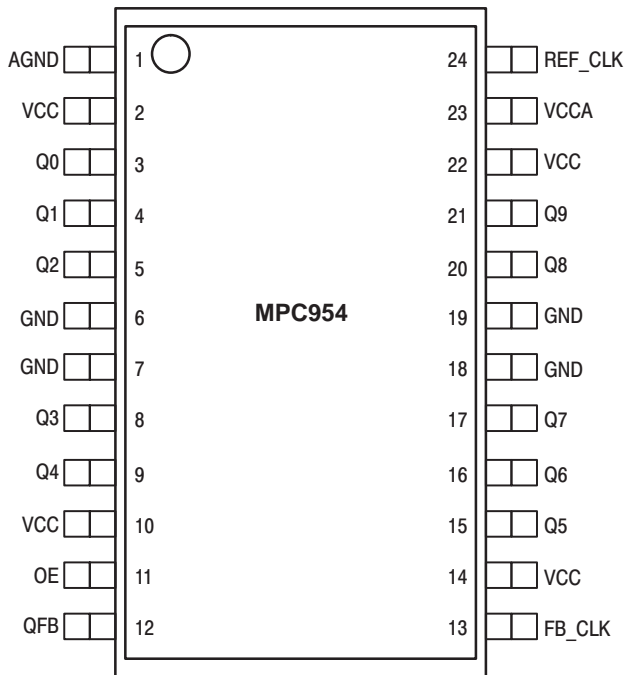 AGND 1 24 REF_CLK
VCC 2 23 VCCA
Q0 3 22 VCC
Q1 4 21 Q9
Q2 5 20 Q8
GND 6 MPC954 19 GND
GND 7 18 GND
Q3 8 17 Q7
Q4 9 16 Q6
VCC 10 15 Q5
OE 11 14 VCC
QFB 12 13 FB_CLK